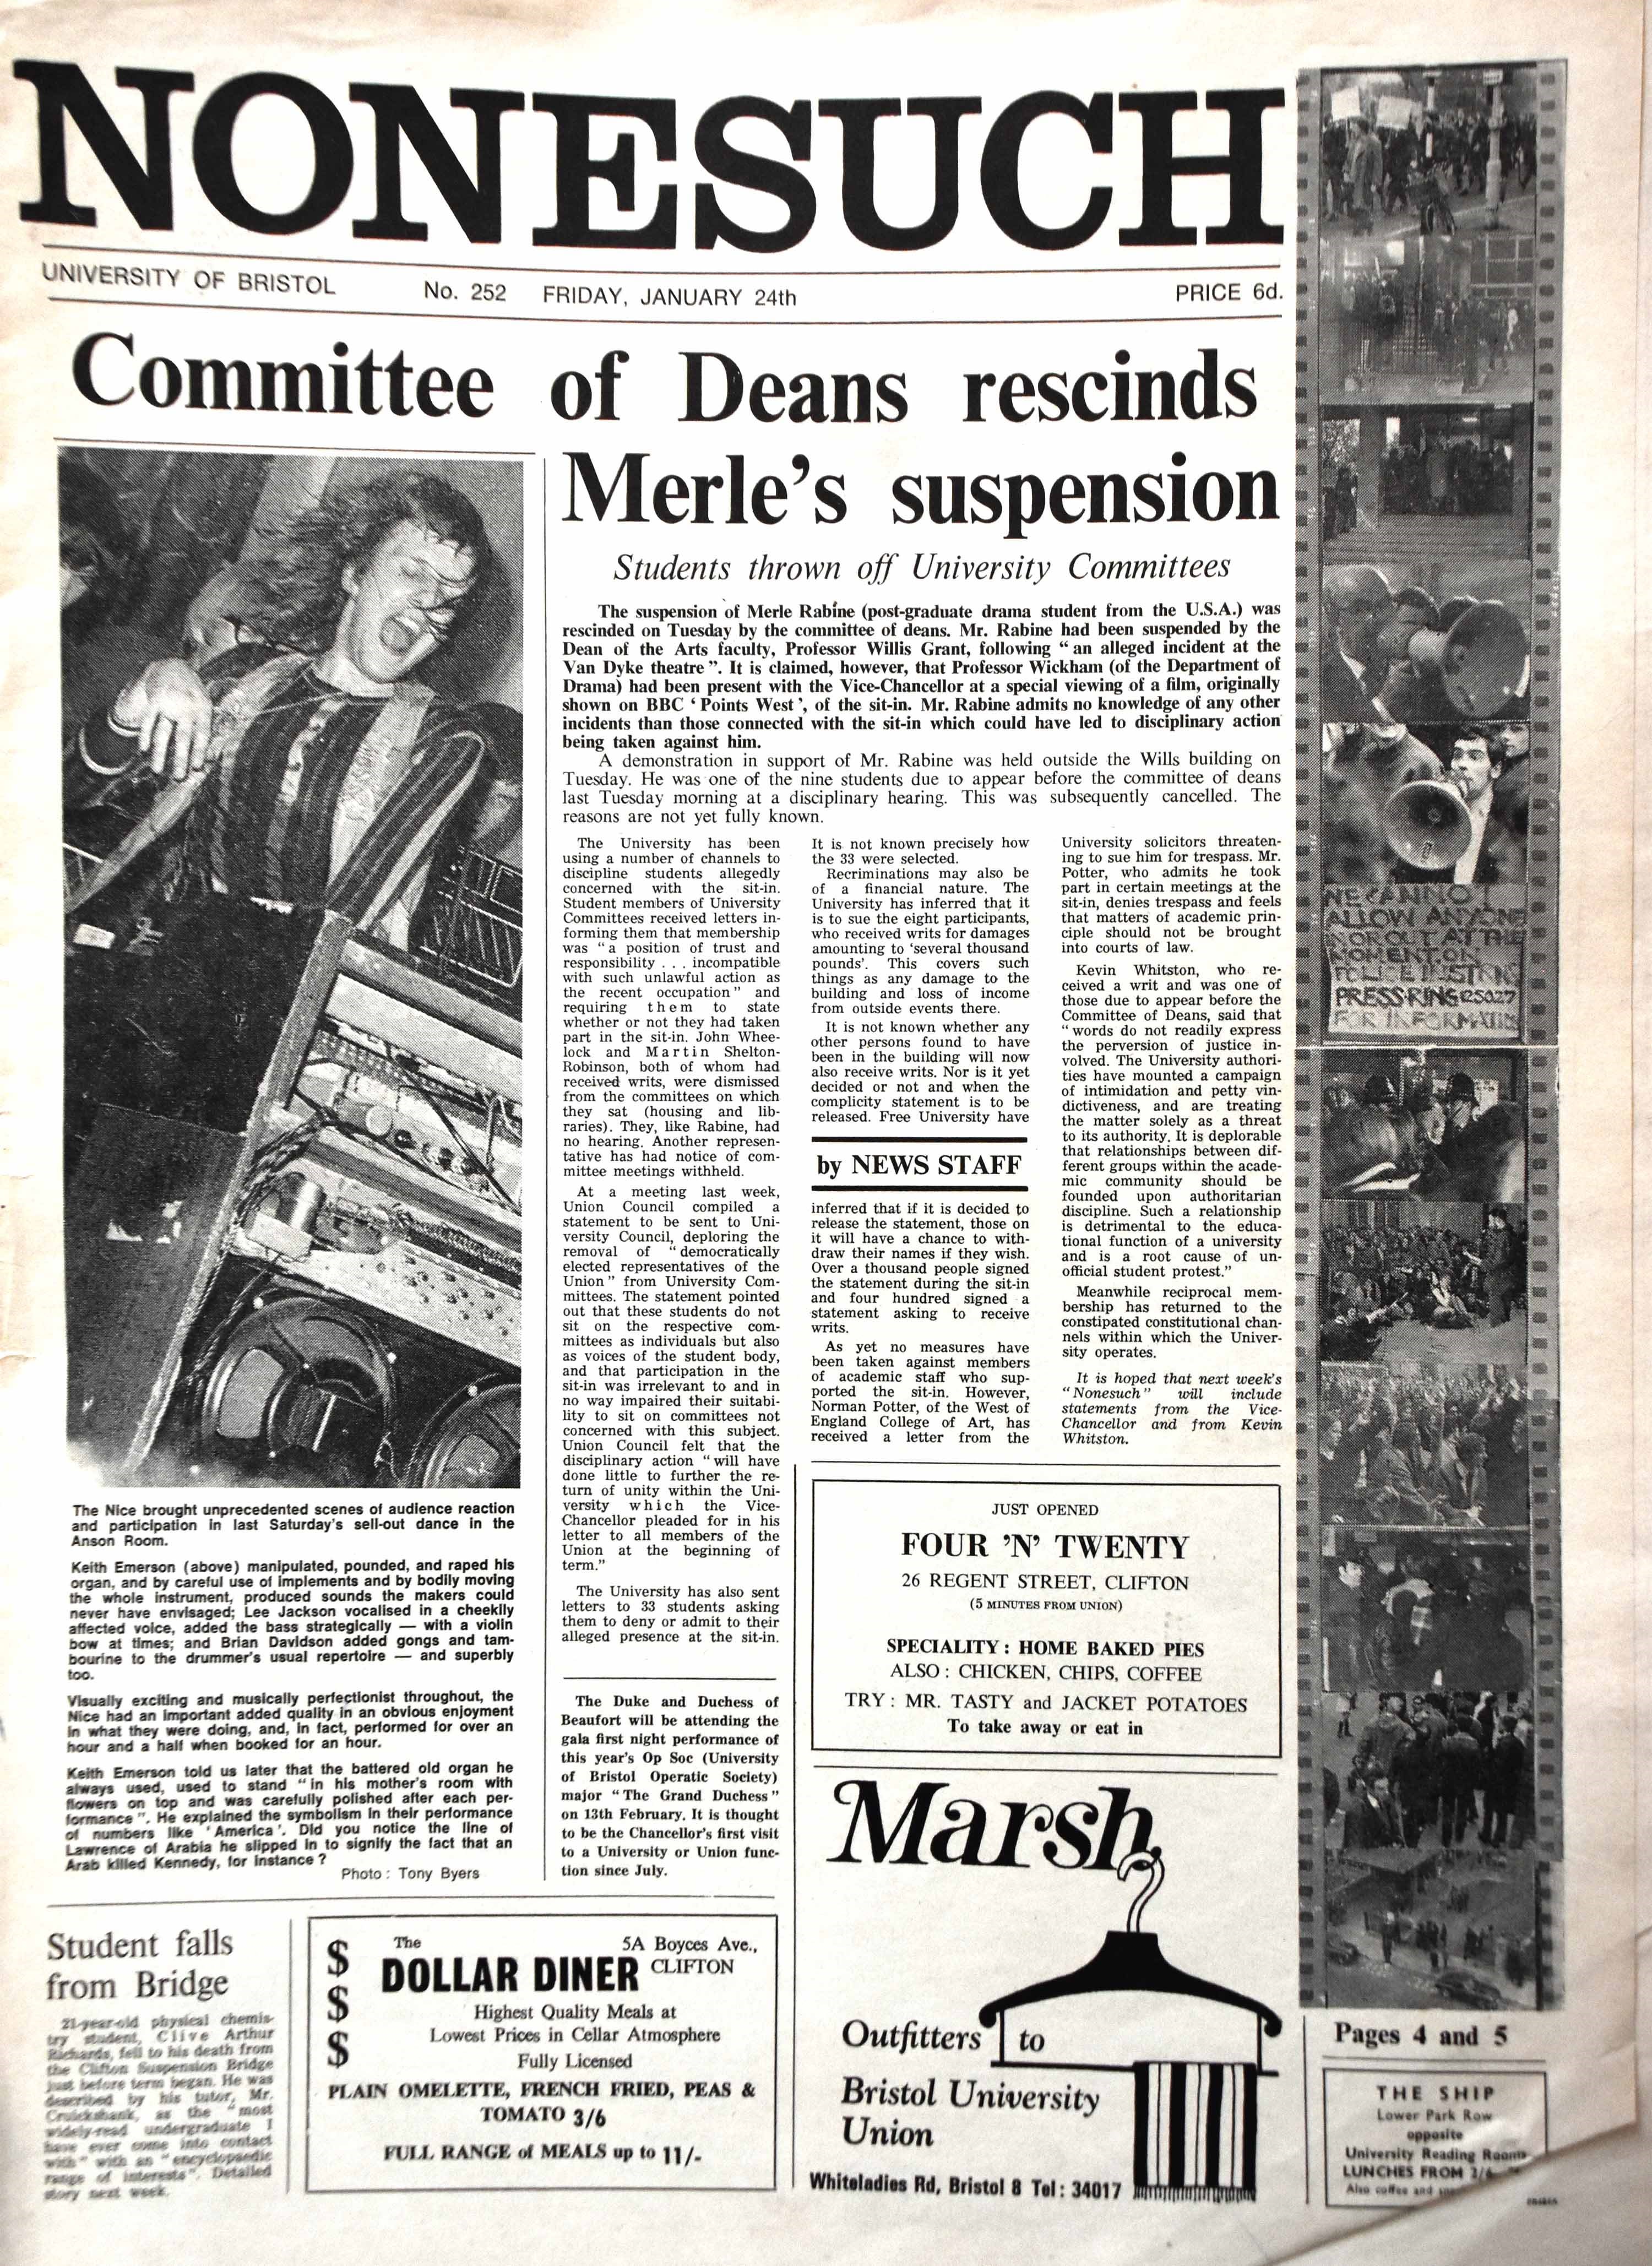 NONESUCH
UNIVERSITY OF BRISTOL
No. 252
FRIDAY, JANUARY 24th
PRICE 6d.
Committee of Deans rescinds
Merle's suspension
Students thrown off University Committees
The suspension of Merle Rabine (post-graduate drama student from the U.S.A.) was
rescinded on Tuesday by the committee of deans. Mr. Rabine had been suspended by the
Dean of the Arts faculty, Professor Willis Grant, following "an alleged incident at the
Van Dyke theatre". It is claimed, however, that Professor Wickham (of the Department of
Drama) had been present with the Vice-Chancellor at a special viewing of a film, originally
shown on BBC 'Points West', of the sit-in. Mr. Rabine admits no knowledge of any other
incidents than those connected with the sit-in which could have led to disciplinary action
being taken against him.
A demonstration in support of Mr. Rabine was held outside the Wills building on
Tuesday. He was one of the nine students due to appear before the committee of deans
last Tuesday morning at a disciplinary hearing. This was subsequently cancelled. The
reasons are not yet fully known.
The University has been
using a number of channels to
discipline students allegedly
concerned with the sit-in.
Student members of University
Committees received letters in-
forming them that membership
was "a position of trust and
responsibility . . . incompatible
with such unlawful action as
the recent occupation" and
requiring them to state
whether or not they had taken
part in the sit-in. John Whee-
lock and Martin Shelton-
Robinson, both of whom had
received writs, were dismissed
from the committees on which
they sat (housing and lib-
raries). They, like Rabine, had
no hearing. Another represen-
tative has had notice of com-
mittee meetings withheld.
At a meeting last week,
Union Council compiled a
statement to be sent to Uni-
versity Council, deploring the
removal of "democratically
elected representatives of the
Union" from University Com-
mittees. The statement pointed
out that these students do not
sit on the respective com-
mittees as individuals but also
as voices of the student body,
and that participation in the
sit-in was irrelevant to and in
no way impaired their suitabi-
lity to sit on committees not
concerned with this subject.
Union Council felt that the
disciplinary action "will have
done little to further the re-
turn of unity within the Uni-
versity which the Vice-
Chancellor pleaded for in his
letter to all members of the
Union at the beginning of
term."
The University has also sent
letters to 33 students asking
them to deny or admit to their
alleged presence at the sit-in.
It is not known precisely how
the 33 were selected.
Recriminations may also be
of a financial nature. The
University has inferred that it
is to sue the eight participants,
who received writs for damages
amounting to 'several thousand
pounds'. This covers such
things as any damage to the
building and loss of income
from outside events there.
It is not known whether any
other persons found to have
been in the building will now
also receive writs. Nor is it yet
decided or not and when the
complicity statement is to be
released. Free University have
by NEWS STAFF
inferred that if it is decided to
release the statement, those on
it will have a chance to with-
draw their names if they wish.
Over a thousand people signed
the statement during the sit-in
and four hundred signed a
statement asking to receive
writs.
As yet no measures have
been taken against members
of academic staff who sup-
ported the sit-in. However,
Norman Potter, of the West of
England College of Art, has
received a letter from the
University solicitors threaten-
ing to sue him for trespass. Mr.
Potter, who admits he took
part in certain meetings at the
sit-in, denies trespass and feels
that matters of academic prin-
ciple should not be brought
into courts of law.
Kevin Whitston, who re-
ceived a writ and was one of
those due to appear before the
Committee of Deans, said that
"words do not readily express
the perversion of justice in-
volved. The University authori-
ties have mounted a campaign
of intimidation and petty vin-
dictiveness, and are treating
the matter solely as a threat
to its authority. It is deplorable
that relationships between dif-
ferent groups within the acade-
mic community should be
founded upon authoritarian
discipline. Such a relationship
is detrimental to the educa-
tional function of a university
and is a root cause of un-
official student protest."
Meanwhile reciprocal mem-
bership has returned to the
constipated constitutional chan-
nels within which the Univer-
sity operates.
It is hoped that next week's
"Nonesuch" will include
statements from the Vice-
Chancellor and from Kevin
Whitston.
The Nice brought unprecedented scenes of audience reaction
and participation in last Saturday's sell-out dance in the
Anson Room.
Keith Emerson (above) manipulated, pounded, and raped his
organ, and by careful use of implements and by bodily moving
the whole instrument, produced sounds the makers could
never have envisaged; Lee Jackson vocalised in a cheekily
affected voice, added the bass strategically — with a violin
bow at times; and Brian Davidson added gongs and tam-
bourine to the drummer's usual repertoire — and superbly
too.
Visually exciting and musically perfectionist throughout, the
Nice had an important added quality in an obvious enjoyment
in what they were doing, and, in fact, performed for over an
hour and a half when booked for an hour.
Keith Emerson told us later that the battered old organ he
always used, used to stand "in his mother's room with
flowers on top and was carefully polished after each per-
formance". He explained the symbolism in their performance
of numbers like 'America'. Did you notice the line of
Lawrence of Arabia he slipped in to signify the fact that an
Arab killed Kennedy, for instance?
Photo: Tony Byers
The Duke and Duchess of
Beaufort will be attending the
gala first night performance of
this year's Op Soc (University
of Bristol Operatic Society)
major "The Grand Duchess"
on 13th February. It is thought
to be the Chancellor's first visit
to a University or Union func-
tion since July.
JUST OPENED
FOUR 'N' TWENTY
26 REGENT STREET, CLIFTON
(5 MINUTES FROM UNION)
SPECIALITY: HOME BAKED PIES
ALSO: CHICKEN, CHIPS, COFFEE
TRY: MR. TASTY and JACKET POTATOES
To take away or eat in
Student falls
from Bridge
21-year-old physical chemis-
try student, Clive Arthur
Richards, fell to his death from
the Clifton Suspension Bridge
just before term began. He was
described by his tutor, Mr.
Cruickshank, as the "most
widely-read undergraduate I
have ever come into contact
with" with an "encyclopaedic
range of interests". Detailed
story next week.
$
$
$
The
DOLLAR DINER
5A Boyces Ave.,
CLIFTON
Highest Quality Meals at
Lowest Prices in Cellar Atmosphere
Fully Licensed
PLAIN OMELETTE, FRENCH FRIED, PEAS &
TOMATO 3/6
FULL RANGE of MEALS up to 11/-
Marsh
Outfitters to
Bristol University
Union
Whiteladies Rd, Bristol 8 Tel: 34017
WE CANNOT
ALLOW ANYONE
IN OR OUT AT THE
MOMENT, ON
POLICE INSTRNS
PRESS RING 25027
FOR INFORMATION
Pages 4 and 5
THE SHIP
Lower Park Row
opposite
University Reading Rooms
LUNCHES FROM 2/6
Also coffee and